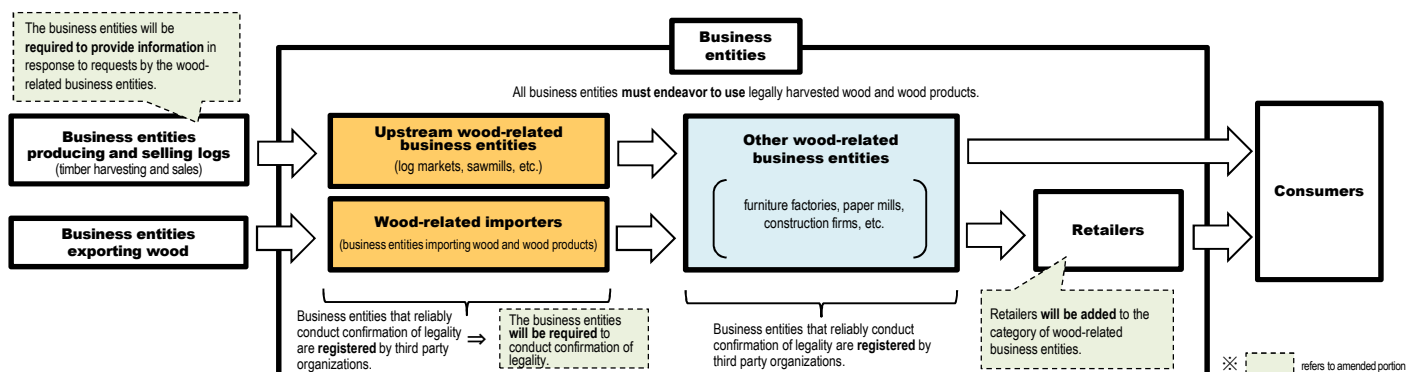 The business entities will be
required to provide information in
response to requests by the wood-
related business entities.
Business
entities
All business entities must endeavor to use legally harvested wood and wood products.
Business entities
producing and selling logs
(timber harvesting and sales)
Upstream wood-related
business entities
(log markets, sawmills, etc.)
Other wood-related
business entities
furniture factories, paper mills,
construction firms, etc.
Consumers
Business entities
exporting wood
Wood-related importers
(business entities importing wood and wood products)
Retailers
Business entities that reliably
conduct confirmation of legality
are registered by third party
organizations.
⇒
The business entities
will be required to
conduct confirmation of
legality.
Business entities that reliably conduct
confirmation of legality are registered by
third party organizations.
Retailers will be added to the
category of wood-related
business entities.
※ refers to amended portion